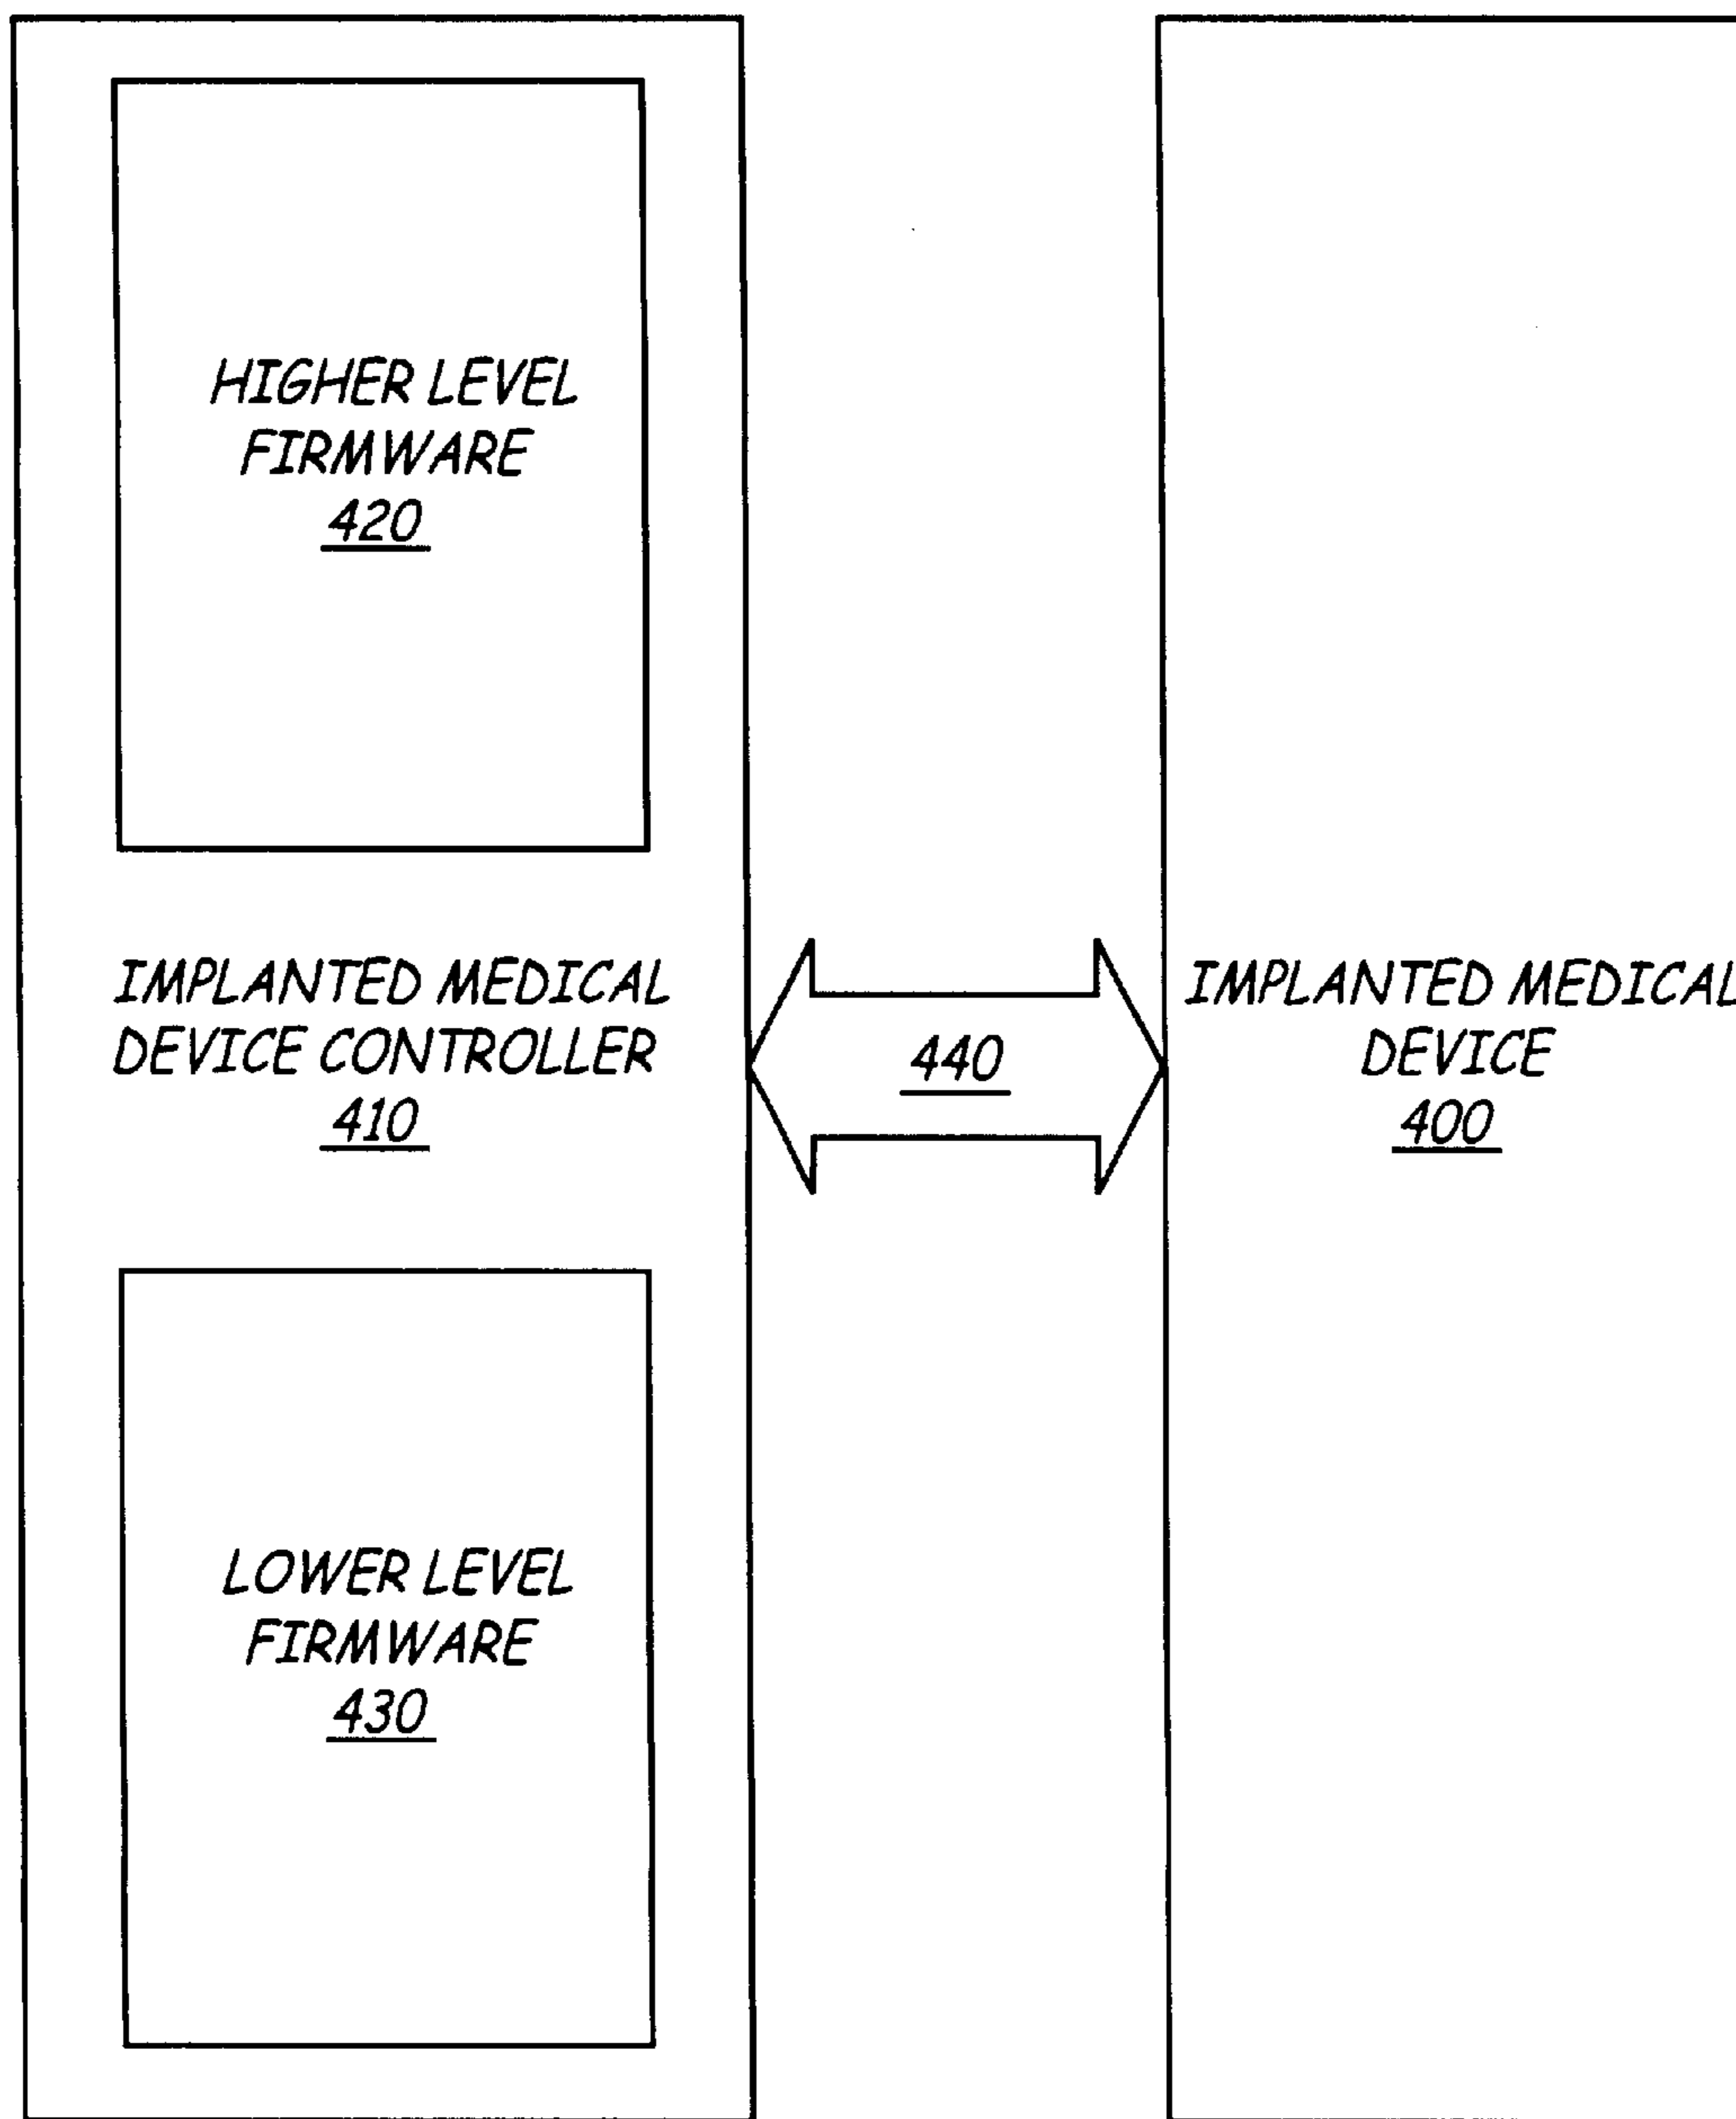 HIGHER LEVEL
FIRMWARE
420
IMPLANTED MEDICAL
DEVICE CONTROLLER
410
440
IMPLANTED MEDICAL
DEVICE
400
LOWER LEVEL
FIRMWARE
430